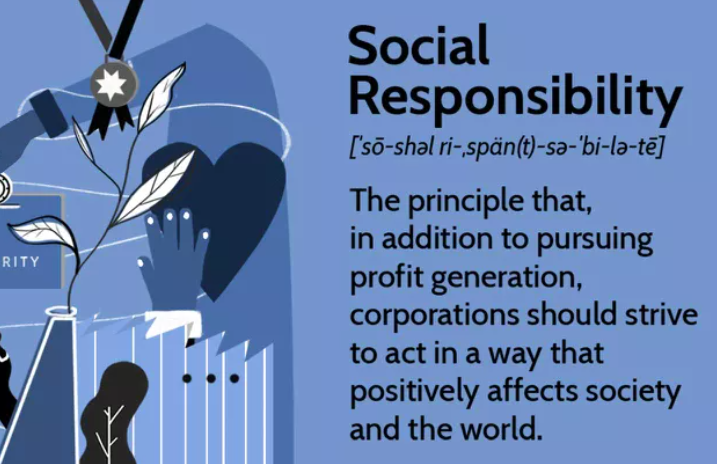 Social
Responsibility
['sō-shəl ri-ˌspän(t)-sə-'bi-lə-tē]
The principle that,
in addition to pursuing
profit generation,
corporations should strive
to act in a way that
positively affects society
and the world.
RITY